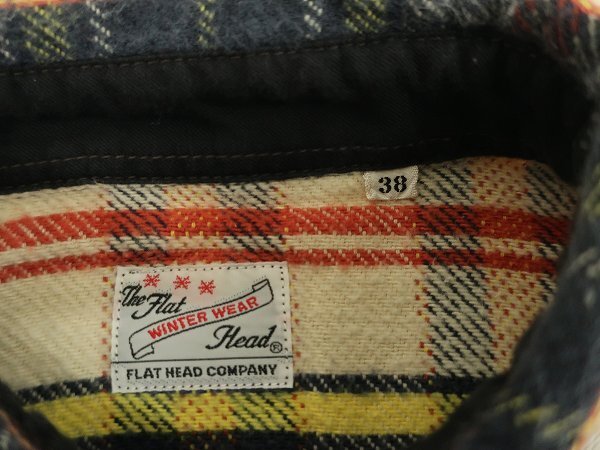 38
The Flat
WINTER WEAR
Head®
FLAT HEAD COMPANY